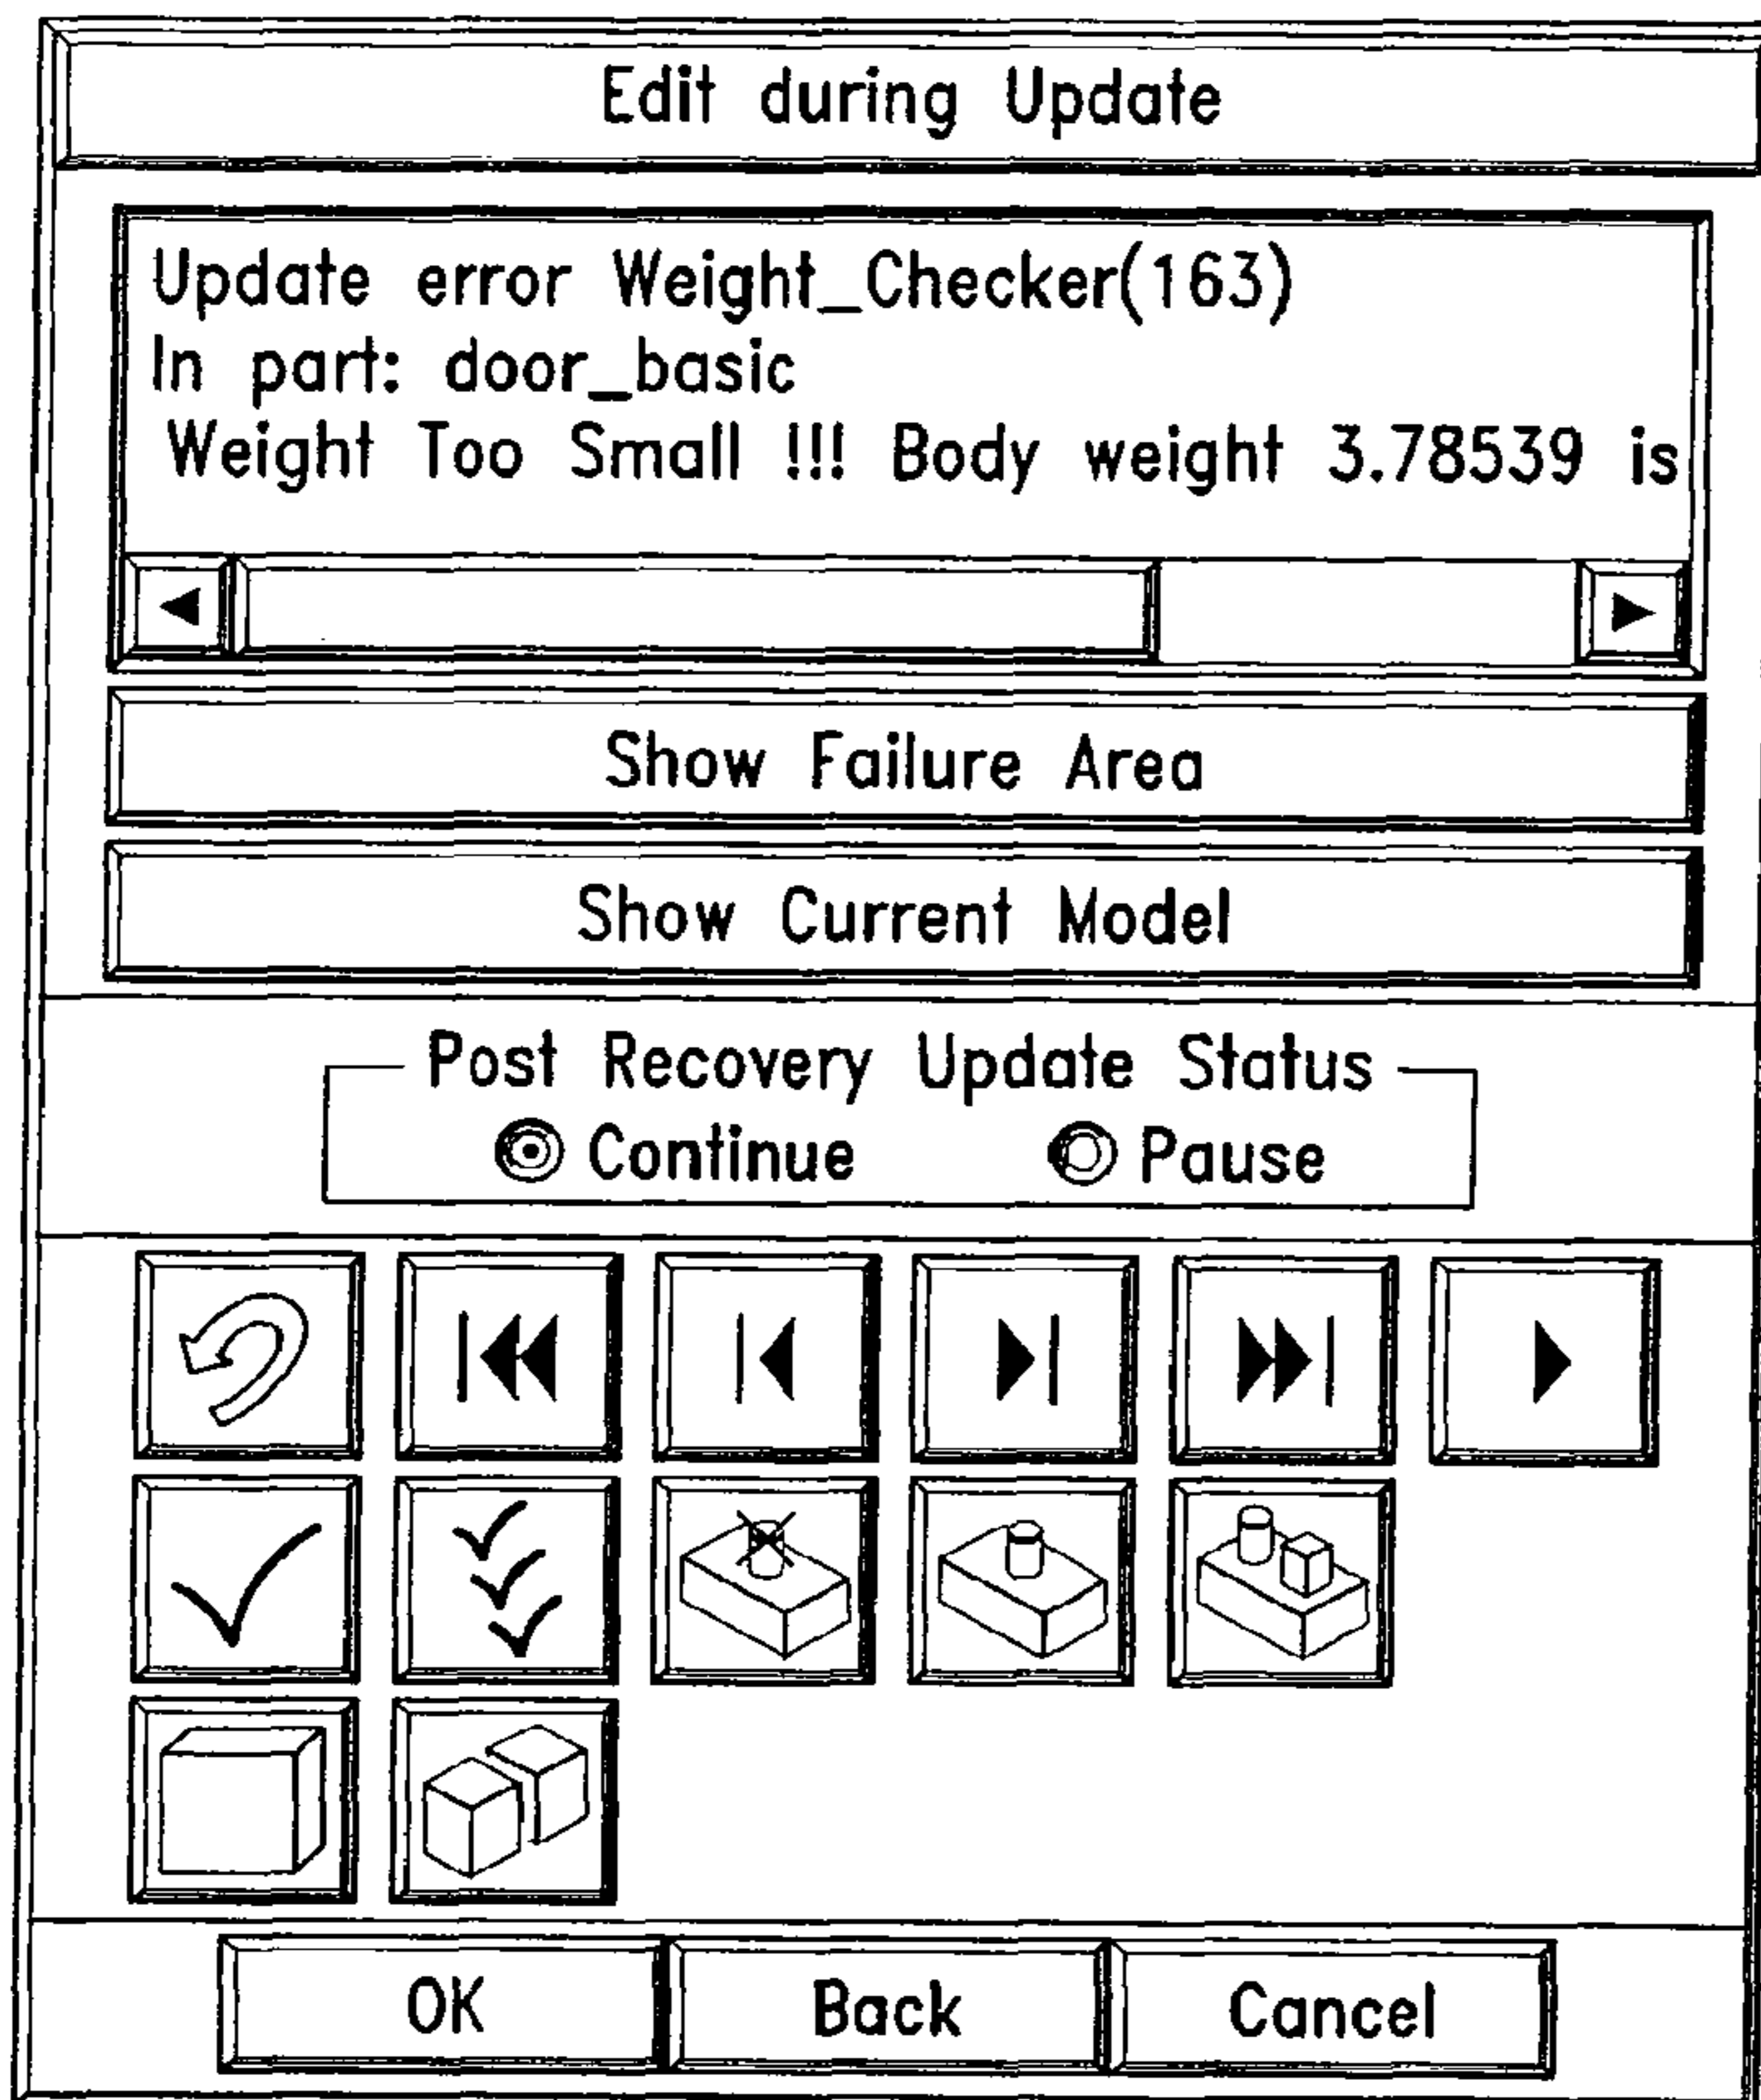 Edit during Update
Update error Weight_Checker(163)
In part: door_basic
Weight Too Small !!! Body weight 3.78539 is
Show Failure Area
Show Current Model
Post Recovery Update Status
Continue Pause
OK Back Cancel